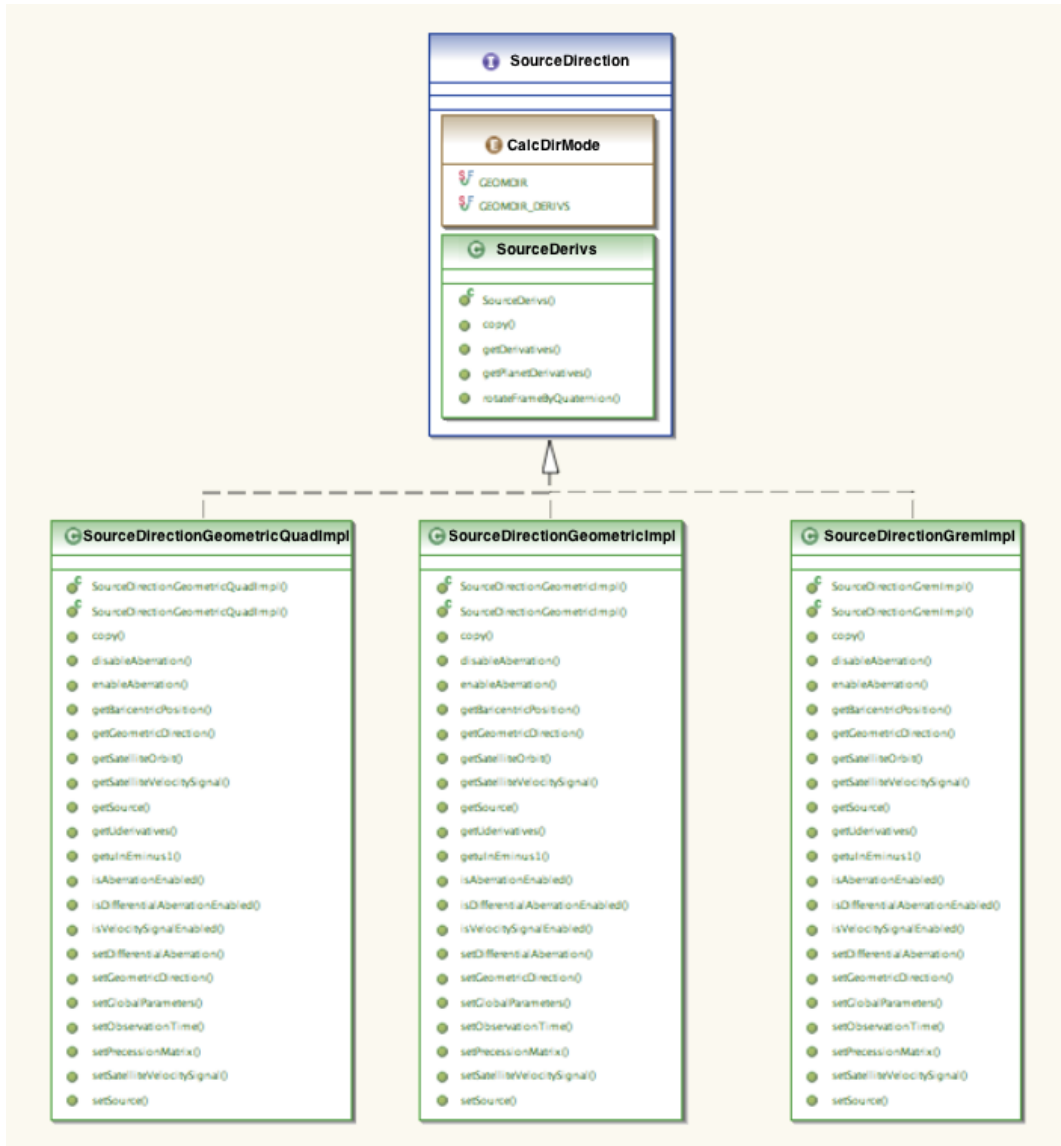 I SourceDirection
E CalcDirMode
S F GEOMDIR
S F GEOMDIR_DERIVS
C SourceDerivs
C SourceDerivs()
copy()
getDerivatives()
getPlanetDerivatives()
rotateFrameByQuaternion()
C SourceDirectionGeometricQuadImpl
C SourceDirectionGeometricQuadImpl()
C SourceDirectionGeometricQuadImpl()
copy()
disableAberration()
enableAberration()
getBaricentricPosition()
getGeometricDirection()
getSatelliteOrbit()
getSatelliteVelocitySignal()
getSource()
getUderivatives()
getuInEminus1()
isAberrationEnabled()
isDifferentialAberrationEnabled()
isVelocitySignalEnabled()
setDifferentialAberration()
setGeometricDirection()
setGlobalParameters()
setObservationTime()
setPrecessionMatrix()
setSatelliteVelocitySignal()
setSource()
C SourceDirectionGeometricImpl
C SourceDirectionGeometricImpl()
C SourceDirectionGeometricImpl()
copy()
disableAberration()
enableAberration()
getBaricentricPosition()
getGeometricDirection()
getSatelliteOrbit()
getSatelliteVelocitySignal()
getSource()
getUderivatives()
getuInEminus1()
isAberrationEnabled()
isDifferentialAberrationEnabled()
isVelocitySignalEnabled()
setDifferentialAberration()
setGeometricDirection()
setGlobalParameters()
setObservationTime()
setPrecessionMatrix()
setSatelliteVelocitySignal()
setSource()
C SourceDirectionGremImpl
C SourceDirectionGremImpl()
C SourceDirectionGremImpl()
copy()
disableAberration()
enableAberration()
getBaricentricPosition()
getGeometricDirection()
getSatelliteOrbit()
getSatelliteVelocitySignal()
getSource()
getUderivatives()
getuInEminus1()
isAberrationEnabled()
isDifferentialAberrationEnabled()
isVelocitySignalEnabled()
setDifferentialAberration()
setGeometricDirection()
setGlobalParameters()
setObservationTime()
setPrecessionMatrix()
setSatelliteVelocitySignal()
setSource()